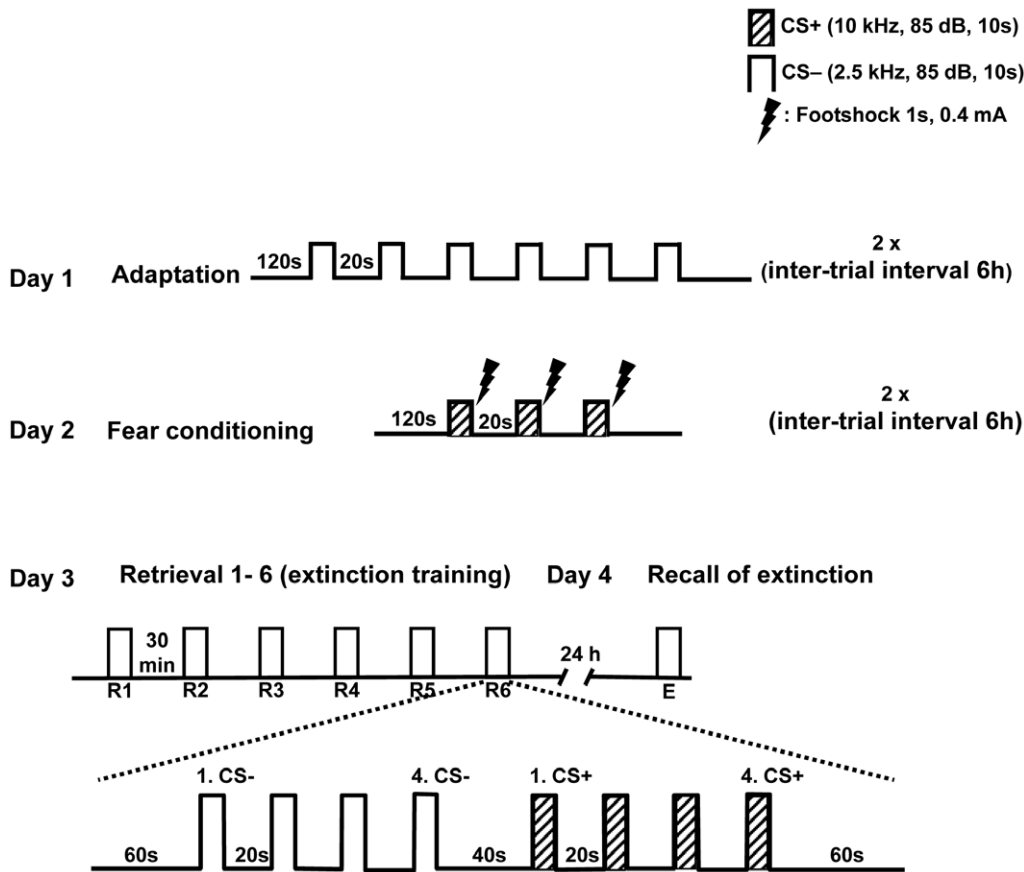 CS+ (10 kHz, 85 dB, 10s)
CS– (2.5 kHz, 85 dB, 10s)
: Footshock 1s, 0.4 mA
Day 1 Adaptation 120s 20s 2 x
(inter-trial interval 6h)
Day 2 Fear conditioning 120s 20s 2 x
(inter-trial interval 6h)
Day 3 Retrieval 1- 6 (extinction training) Day 4 Recall of extinction
30
min
24 h
R1 R2 R3 R4 R5 R6 E
1. CS- 4. CS- 1. CS+ 4. CS+
60s 20s 40s 20s 60s